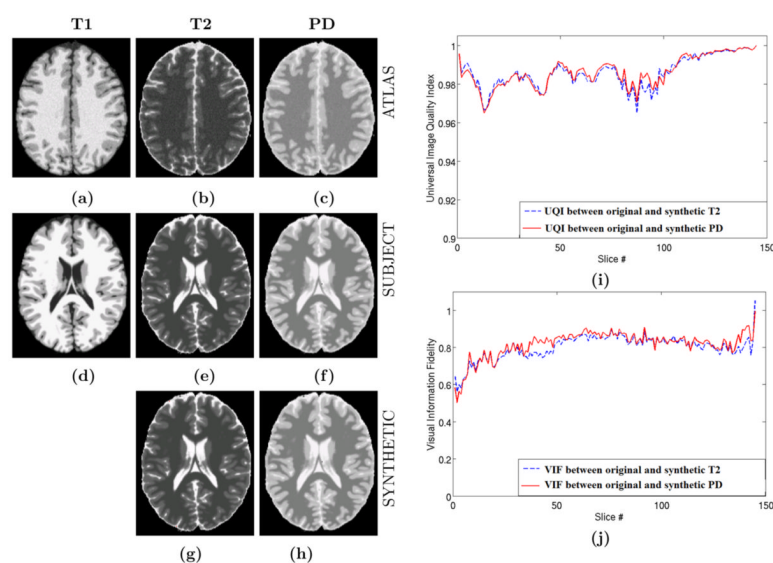 T1 T2 PD
ATLAS
(a) (b) (c)
SUBJECT
(d) (e) (f)
SYNTHETIC
(g) (h)
1
0.98
0.96
0.94
0.92
0.9
Universal Image Quality Index
UQI between original and synthetic T2
UQI between original and synthetic PD
0 50 100 150
Slice #
(i)
1
0.8
0.6
0.4
0.2
0
Visual Information Fidelity
VIF between original and synthetic T2
VIF between original and synthetic PD
0 50 100 150
Slice #
(j)